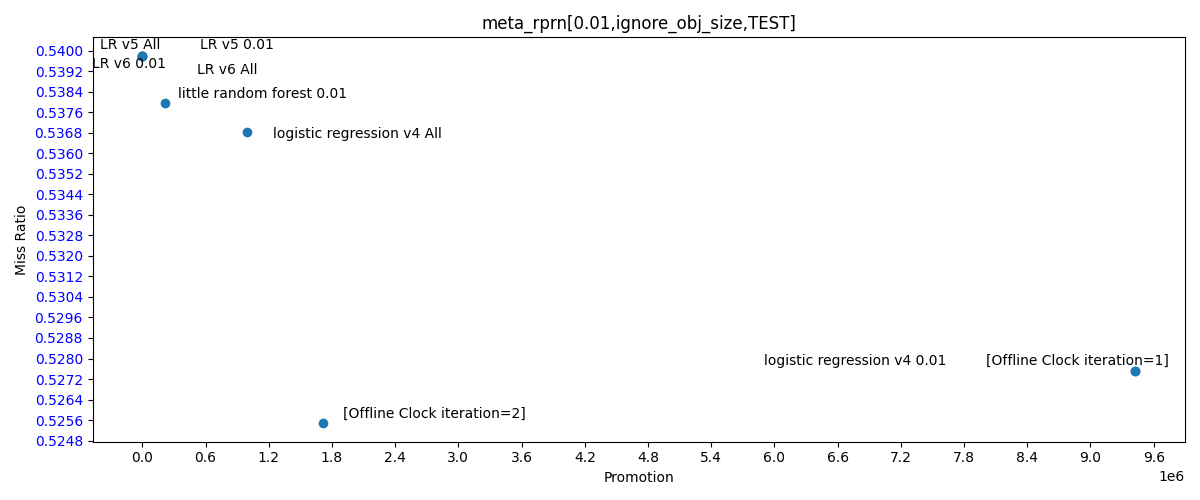 meta_rprn[0.01,ignore_obj_size,TEST]
Miss Ratio
0.5400
0.5392
0.5384
0.5376
0.5368
0.5360
0.5352
0.5344
0.5336
0.5328
0.5320
0.5312
0.5304
0.5296
0.5288
0.5280
0.5272
0.5264
0.5256
0.5248
LR v5 All
LR v5 0.01
LR v6 0.01
LR v6 All
little random forest 0.01
logistic regression v4 All
logistic regression v4 0.01
[Offline Clock iteration=1]
[Offline Clock iteration=2]
0.0 0.6 1.2 1.8 2.4 3.0 3.6 4.2 4.8 5.4 6.0 6.6 7.2 7.8 8.4 9.0 9.6
1e6
Promotion